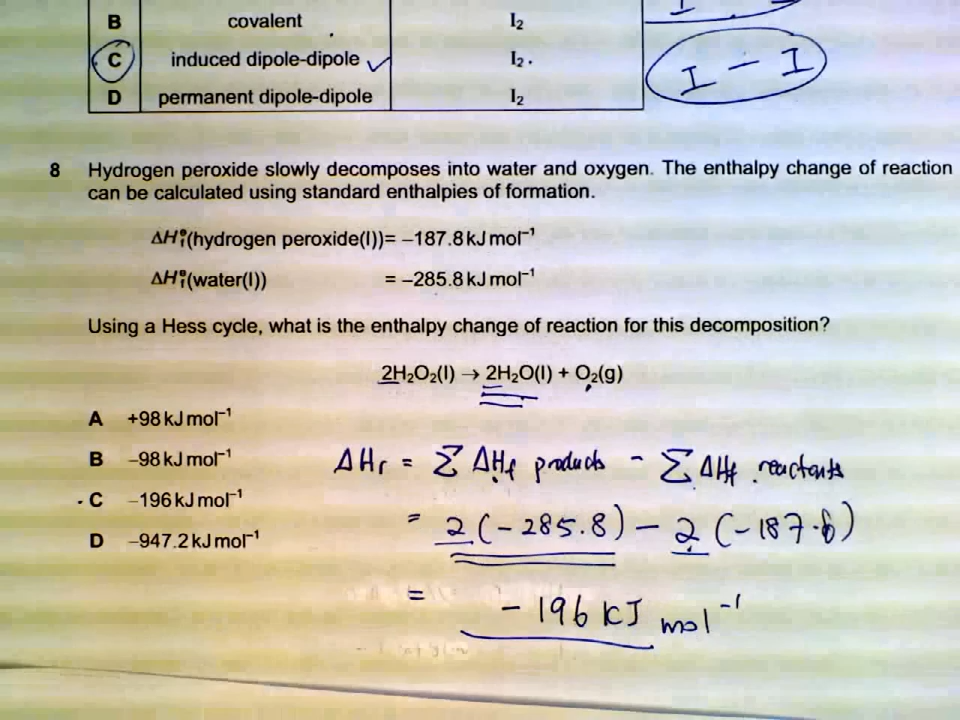 B covalent I₂
C induced dipole-dipole ✓ I₂ I – I
D permanent dipole-dipole I₂
8 Hydrogen peroxide slowly decomposes into water and oxygen. The enthalpy change of reaction
can be calculated using standard enthalpies of formation.
ΔH°f(hydrogen peroxide(l))= –187.8 kJ mol⁻¹
ΔH°f(water(l)) = –285.8 kJ mol⁻¹
Using a Hess cycle, what is the enthalpy change of reaction for this decomposition?
2H₂O₂(l) → 2H₂O(l) + O₂(g)
A +98 kJ mol⁻¹
B –98 kJ mol⁻¹
C –196 kJ mol⁻¹
D –947.2 kJ mol⁻¹
ΔHr = Σ ΔHf products - Σ ΔHf reactants
= 2(-285.8) - 2(-187.8)
= -196 kJ mol⁻¹